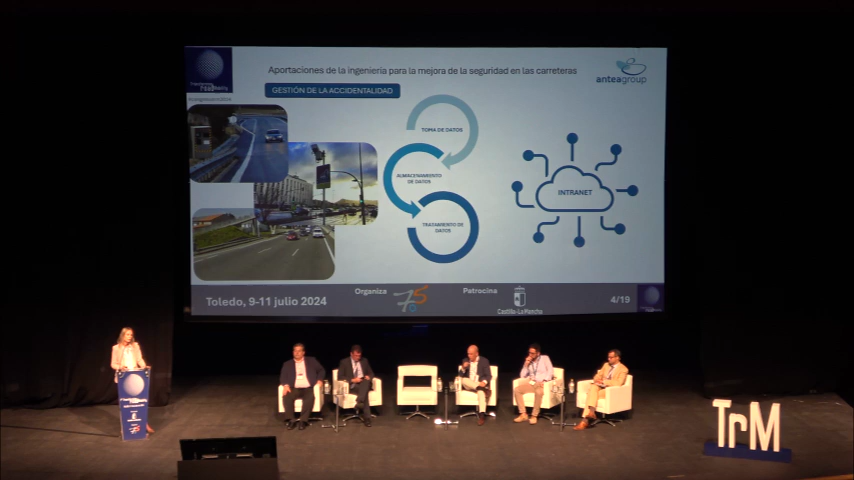 Aportaciones de la ingeniería para la mejora de la seguridad en las carreteras
anteagroup
GESTIÓN DE LA ACCIDENTALIDAD
TOMA DE DATOS
ALMACENAMIENTO
DE DATOS
TRATAMIENTO DE
DATOS
INTRANET
Toledo, 9-11 julio 2024
Organiza
75
Patrocina
Castilla-La Mancha
4/19
TrM